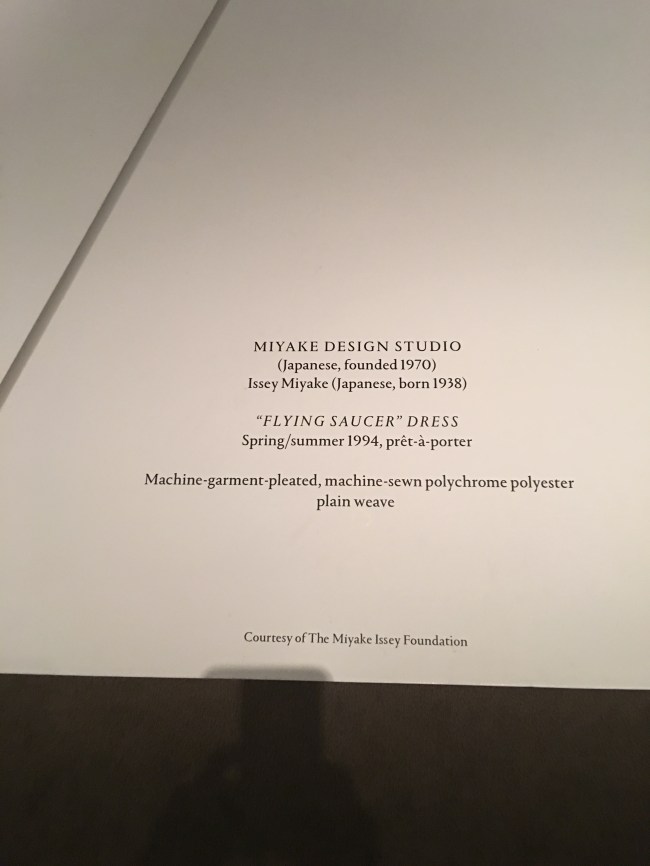 MIYAKE DESIGN STUDIO
(Japanese, founded 1970)
Issey Miyake (Japanese, born 1938)
“FLYING SAUCER” DRESS
Spring/summer 1994, prêt-à-porter
Machine-garment-pleated, machine-sewn polychrome polyester
plain weave
Courtesy of The Miyake Issey Foundation